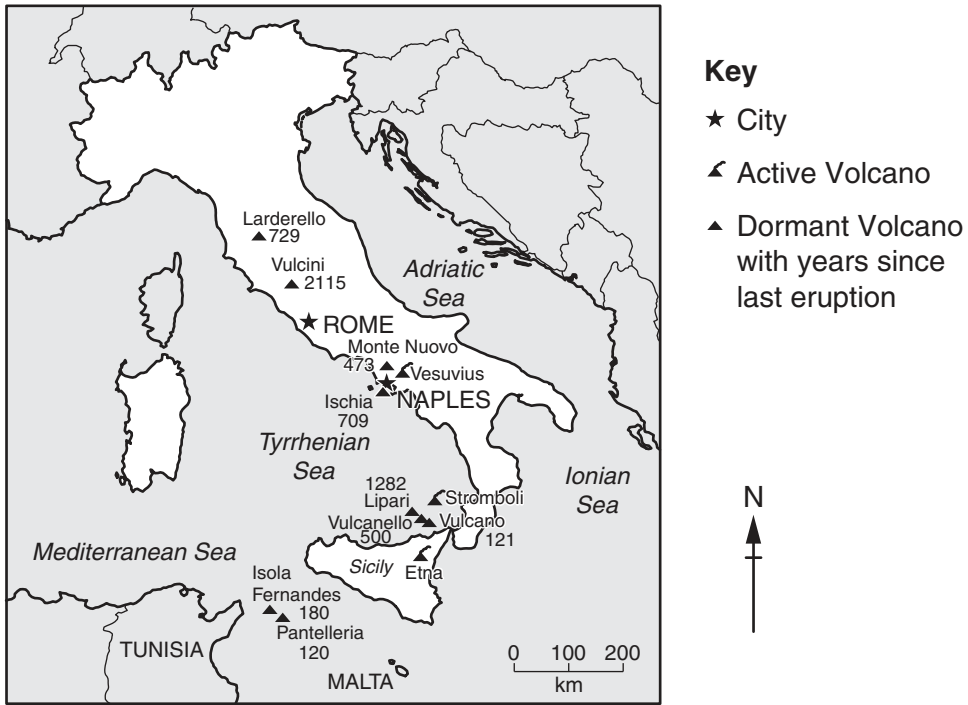 Key
City
Active Volcano
Dormant Volcano
with years since
last eruption
Larderello
729
Vulcini
2115
Adriatic
Sea
ROME
Monte Nuovo
473
Vesuvius
NAPLES
Ischia
709
Tyrrhenian
Sea
Ionian
Sea
1282
Lipari
Stromboli
Vulcanello
500
Vulcano
121
Mediterranean Sea
Sicily
Etna
Isola
Fernandes
180
Pantelleria
120
TUNISIA
MALTA
0 100 200
km
N